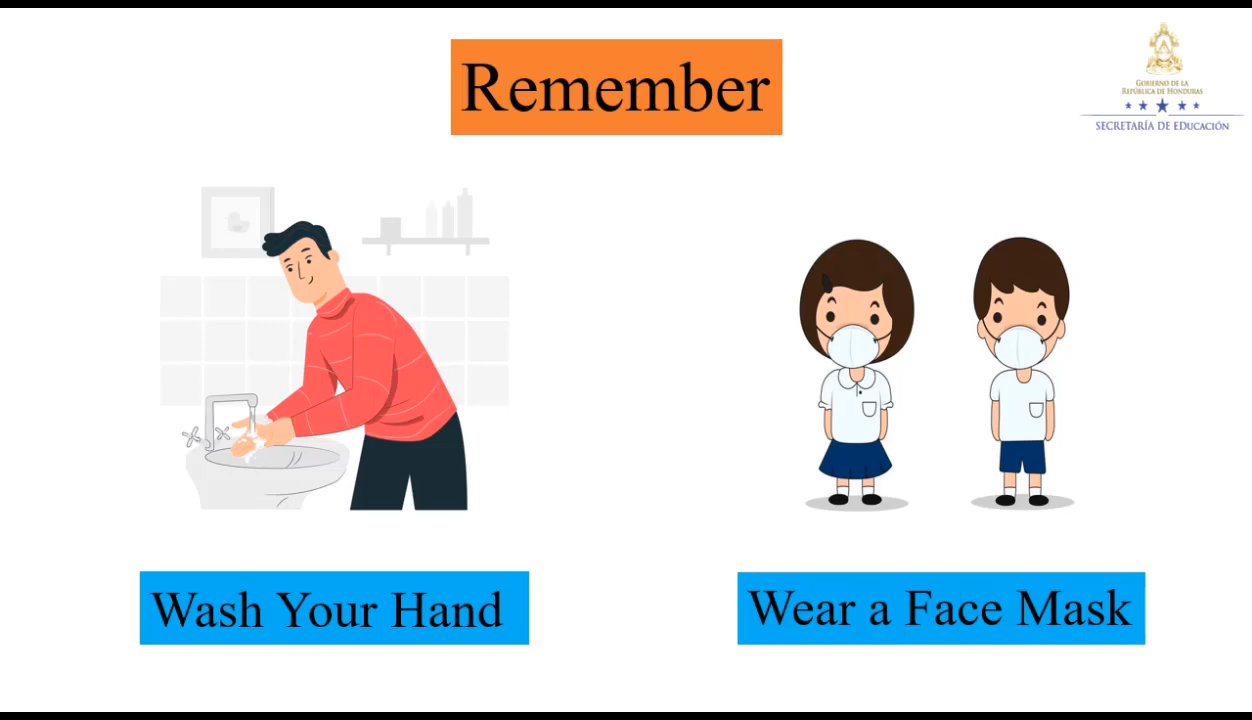 Remember
GOBIERNO DE LA
REPÚBLICA DE HONDURAS
SECRETARÍA DE EDUCACIÓN
Wash Your Hand
Wear a Face Mask